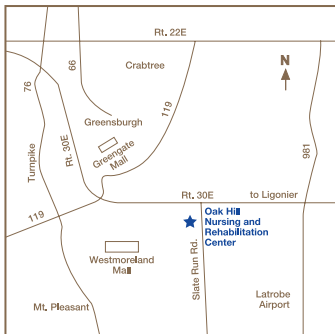 Rt. 22E
Crabtree
N
66
76
119
Greensburgh
Greengate
Mall
Rt. 30E
Turnpike
981
Rt. 30E
to Ligonier
Oak Hill
Nursing and
Rehabilitation
Center
119
Westmoreland
Mall
Slate Run Rd.
Mt. Pleasant
Latrobe
Airport